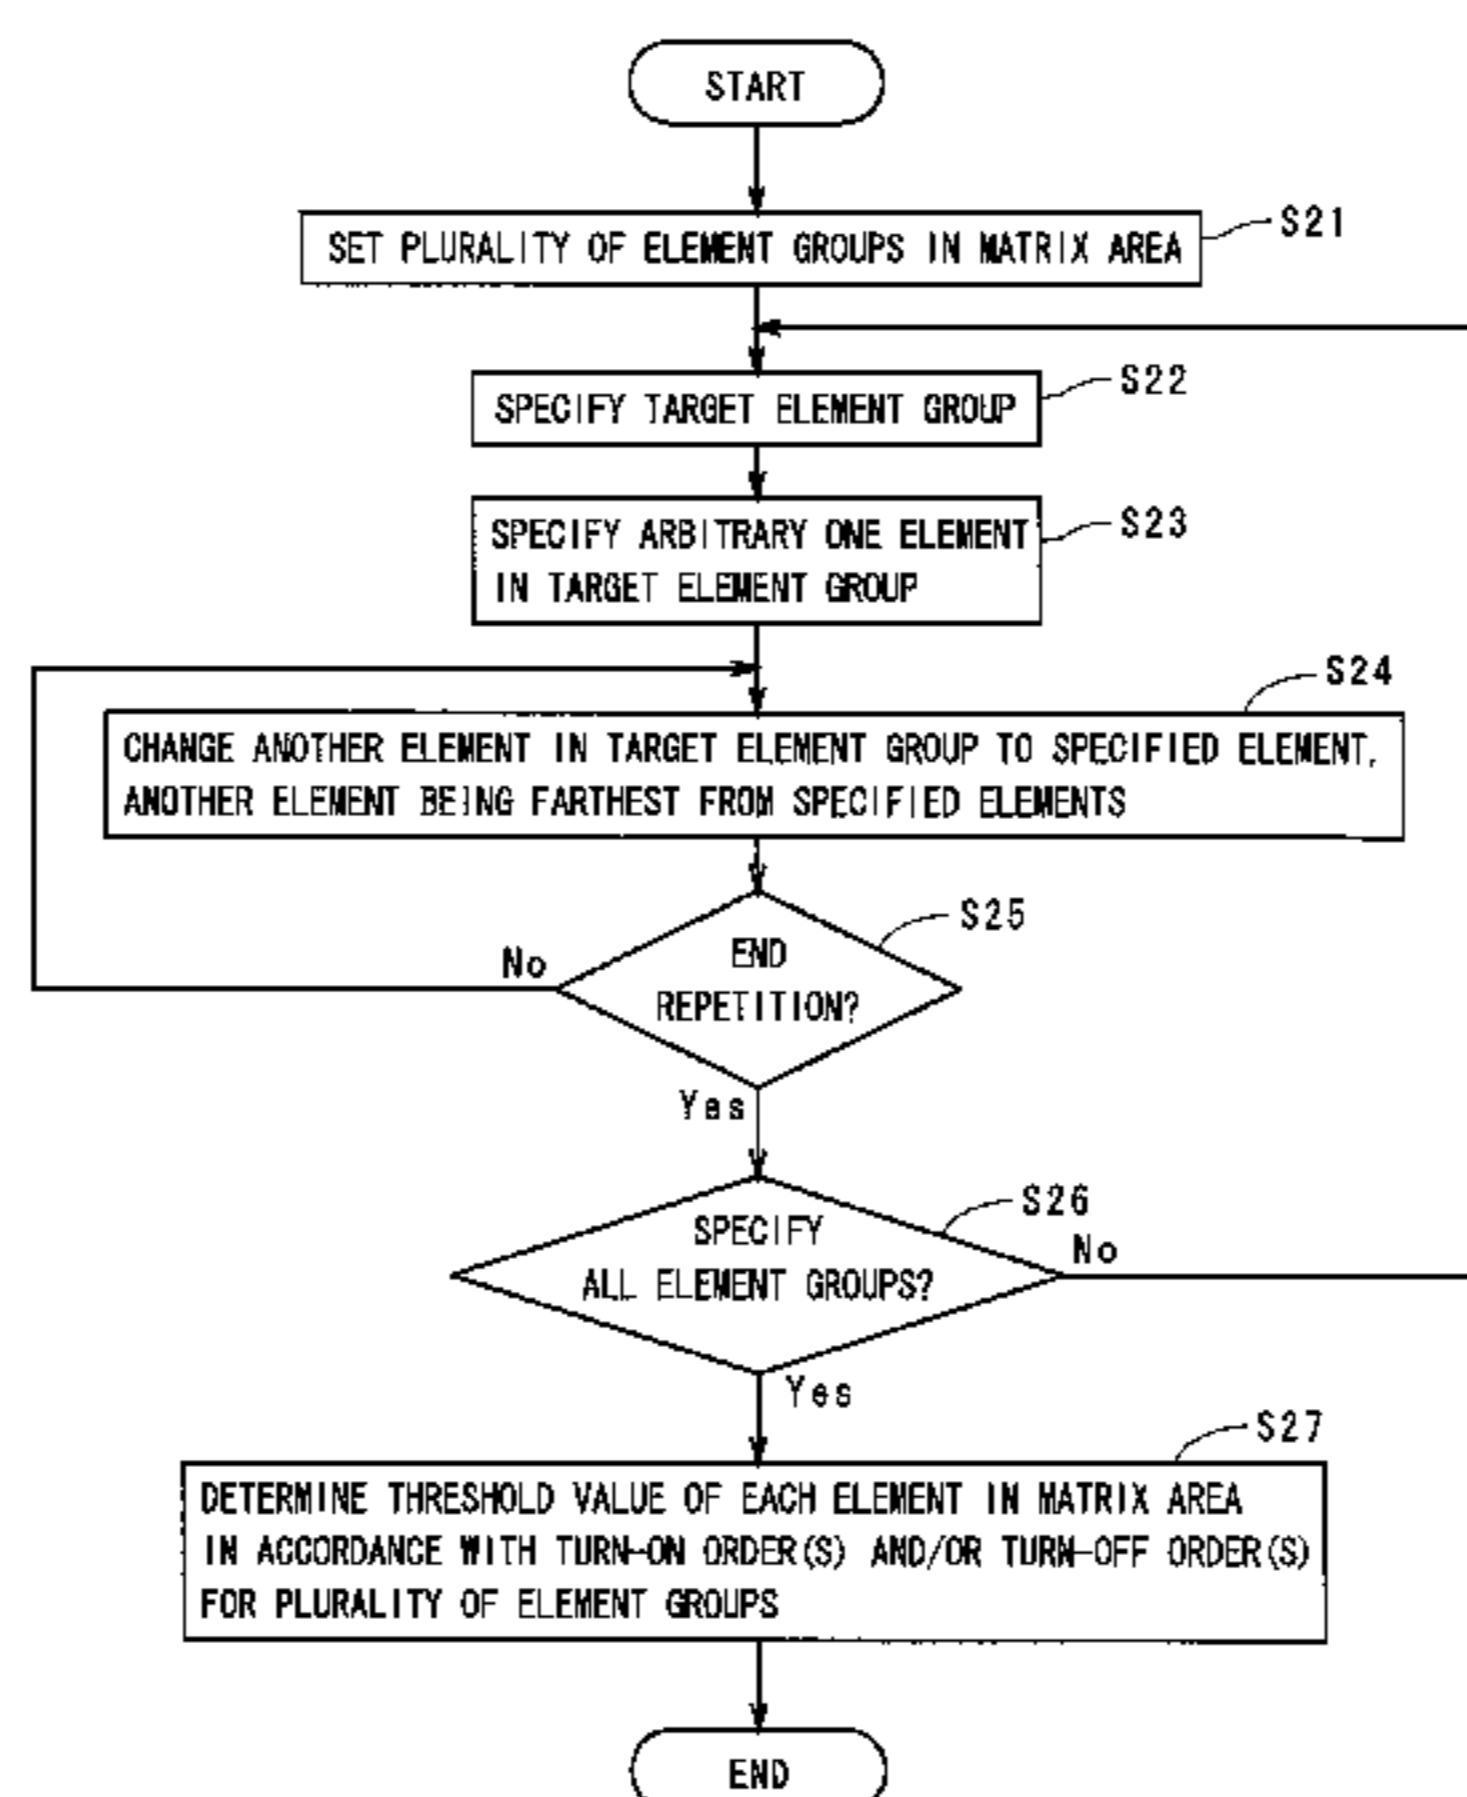 START
SET PLURALITY OF ELEMENT GROUPS IN MATRIX AREA
S21
SPECIFY TARGET ELEMENT GROUP
S22
SPECIFY ARBITRARY ONE ELEMENT
IN TARGET ELEMENT GROUP
S23
S24
CHANGE ANOTHER ELEMENT IN TARGET ELEMENT GROUP TO SPECIFIED ELEMENT,
ANOTHER ELEMENT BEING FARTHEST FROM SPECIFIED ELEMENTS
S25
END
REPETITION?
No
Yes
S26
SPECIFY
ALL ELEMENT GROUPS?
No
Yes
S27
DETERMINE THRESHOLD VALUE OF EACH ELEMENT IN MATRIX AREA
IN ACCORDANCE WITH TURN-ON ORDER(S) AND/OR TURN-OFF ORDER(S)
FOR PLURALITY OF ELEMENT GROUPS
END